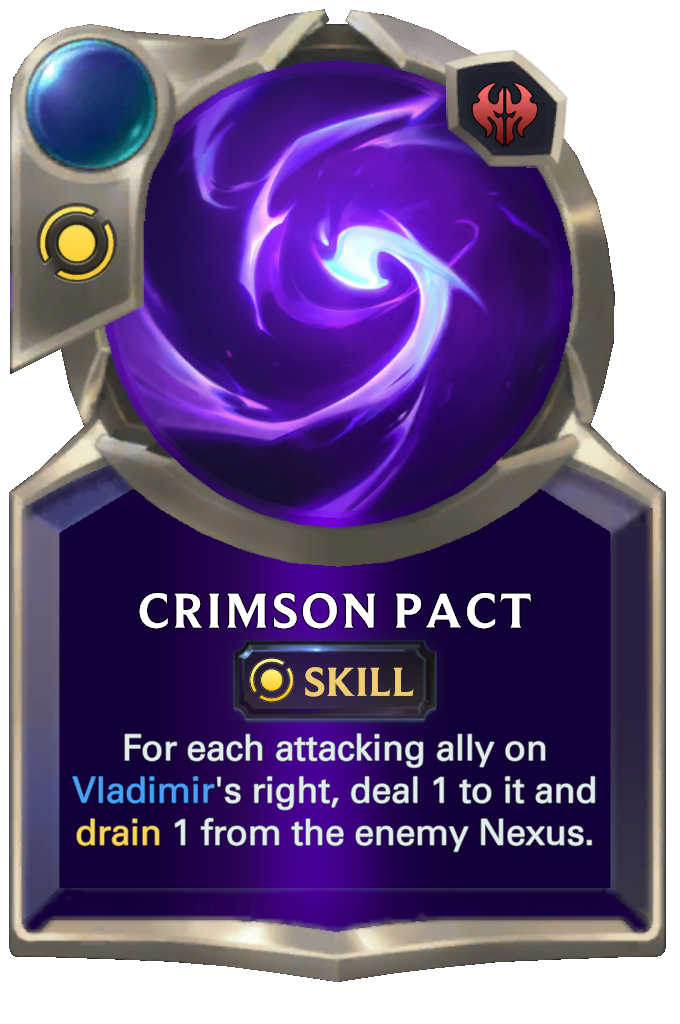 CRIMSON PACT
SKILL
For each attacking ally on
Vladimir's right, deal 1 to it and
drain 1 from the enemy Nexus.